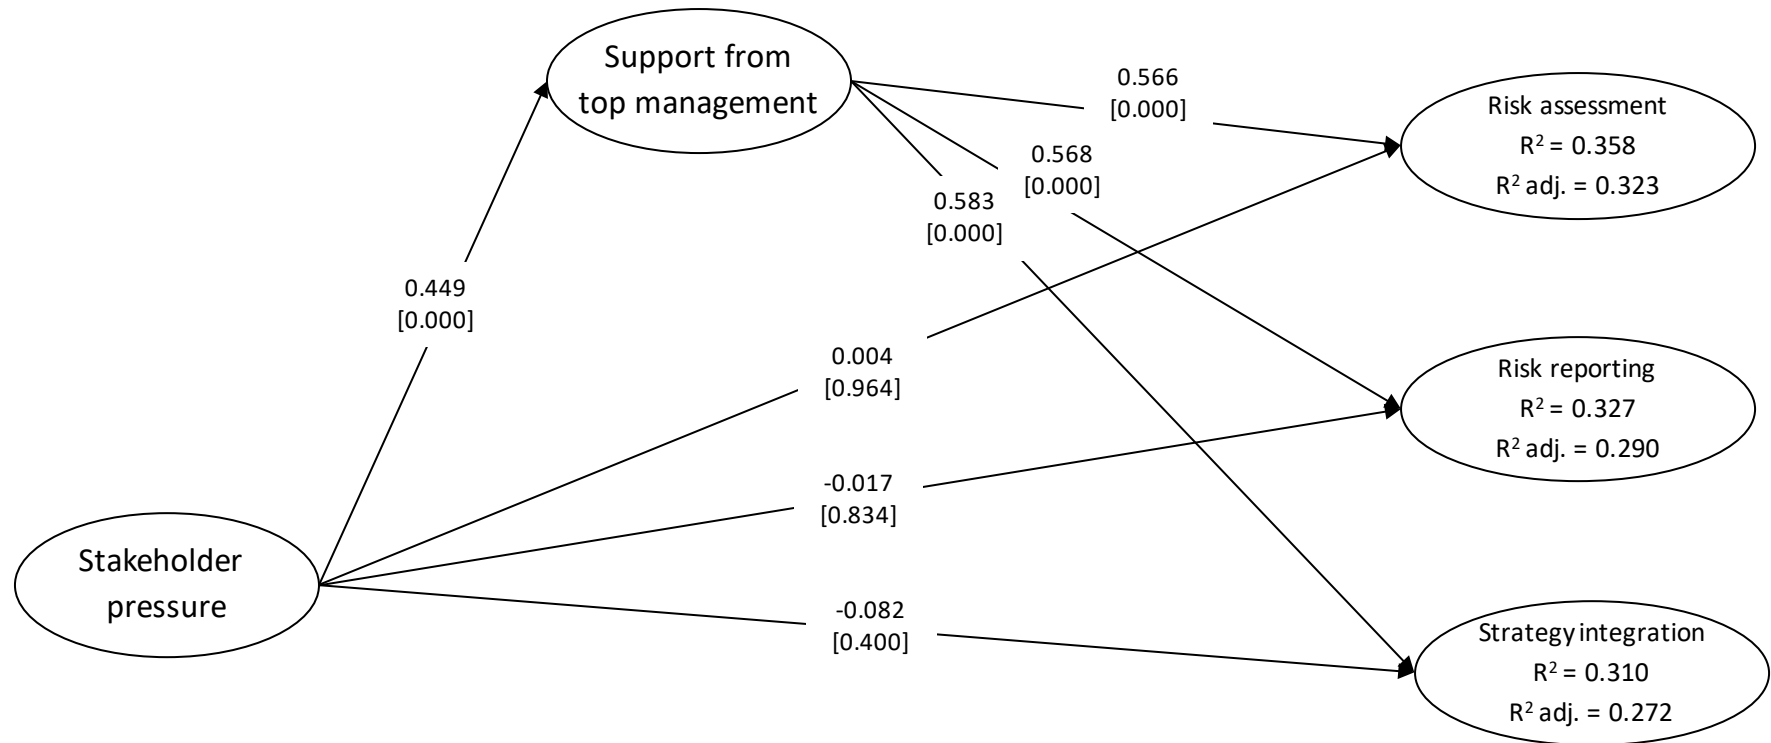 Support from
top management
0.566
[0.000]
Risk assessment
R² = 0.358
R² adj. = 0.323
0.568
[0.000]
0.583
[0.000]
0.449
[0.000]
0.004
[0.964]
Risk reporting
R² = 0.327
R² adj. = 0.290
-0.017
[0.834]
Stakeholder
pressure
-0.082
[0.400]
Strategy integration
R² = 0.310
R² adj. = 0.272